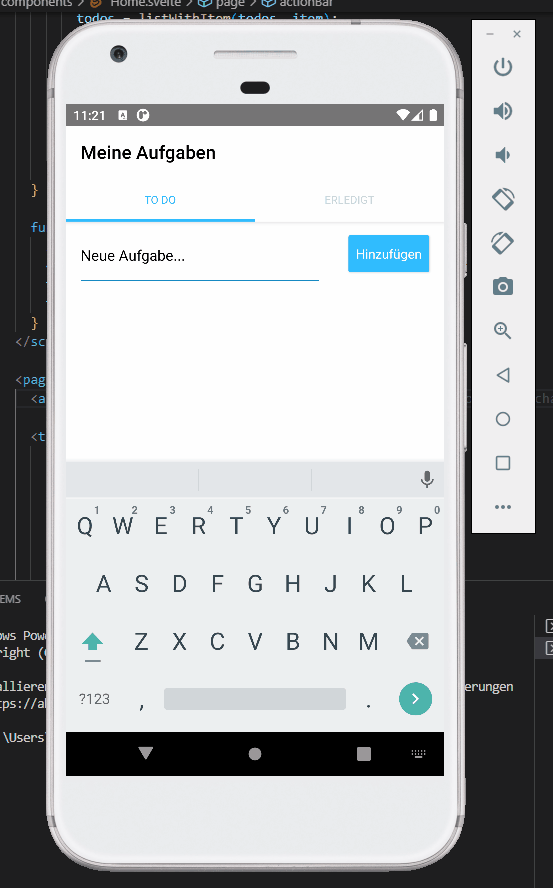 components > Home.svelte > page > actionBar
todos = listWithItem(todos, item);
}
fu
}
</sc
<pag
<a
<t
11:21
Meine Aufgaben
TO DO ERLEDIGT
Neue Aufgabe... Hinzufügen
1 2 3 4 5 6 7 8 9 0
Q W E R T Y U I O P
A S D F G H J K L
Z X C V B N M
?123 , .
EMS
ows Pow
right (
allieren erungen
tps://a
\Users